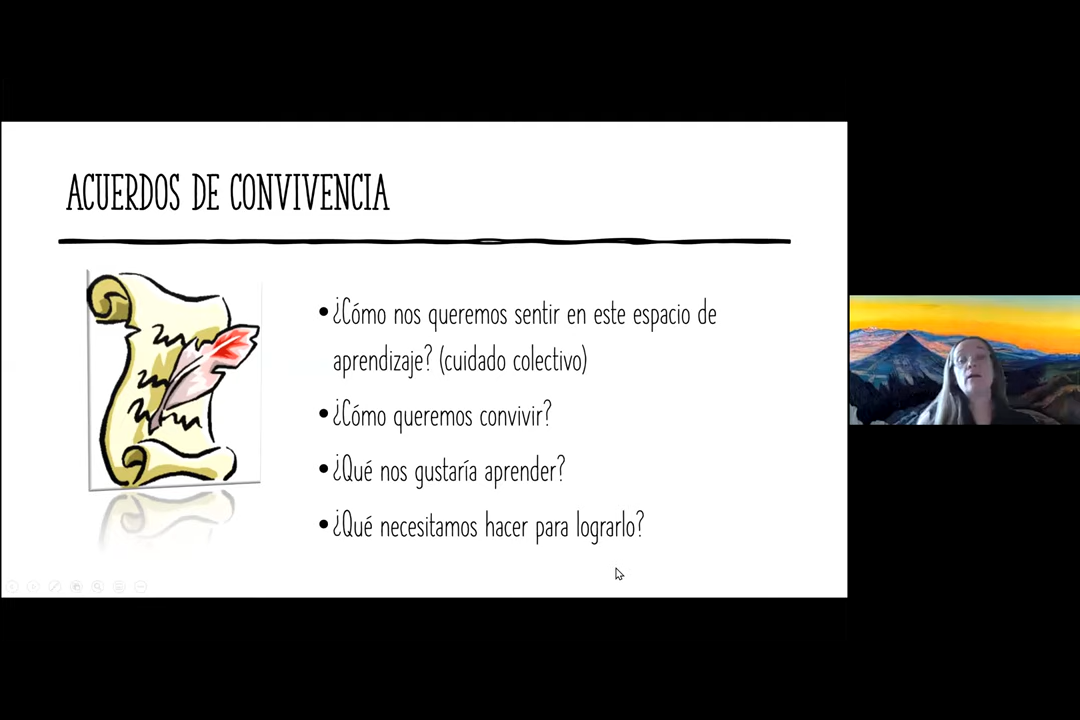 ACUERDOS DE CONVIVENCIA
•¿Cómo nos queremos sentir en este espacio de
aprendizaje? (cuidado colectivo)
•¿Cómo queremos convivir?
•¿Qué nos gustaría aprender?
•¿Qué necesitamos hacer para lograrlo?